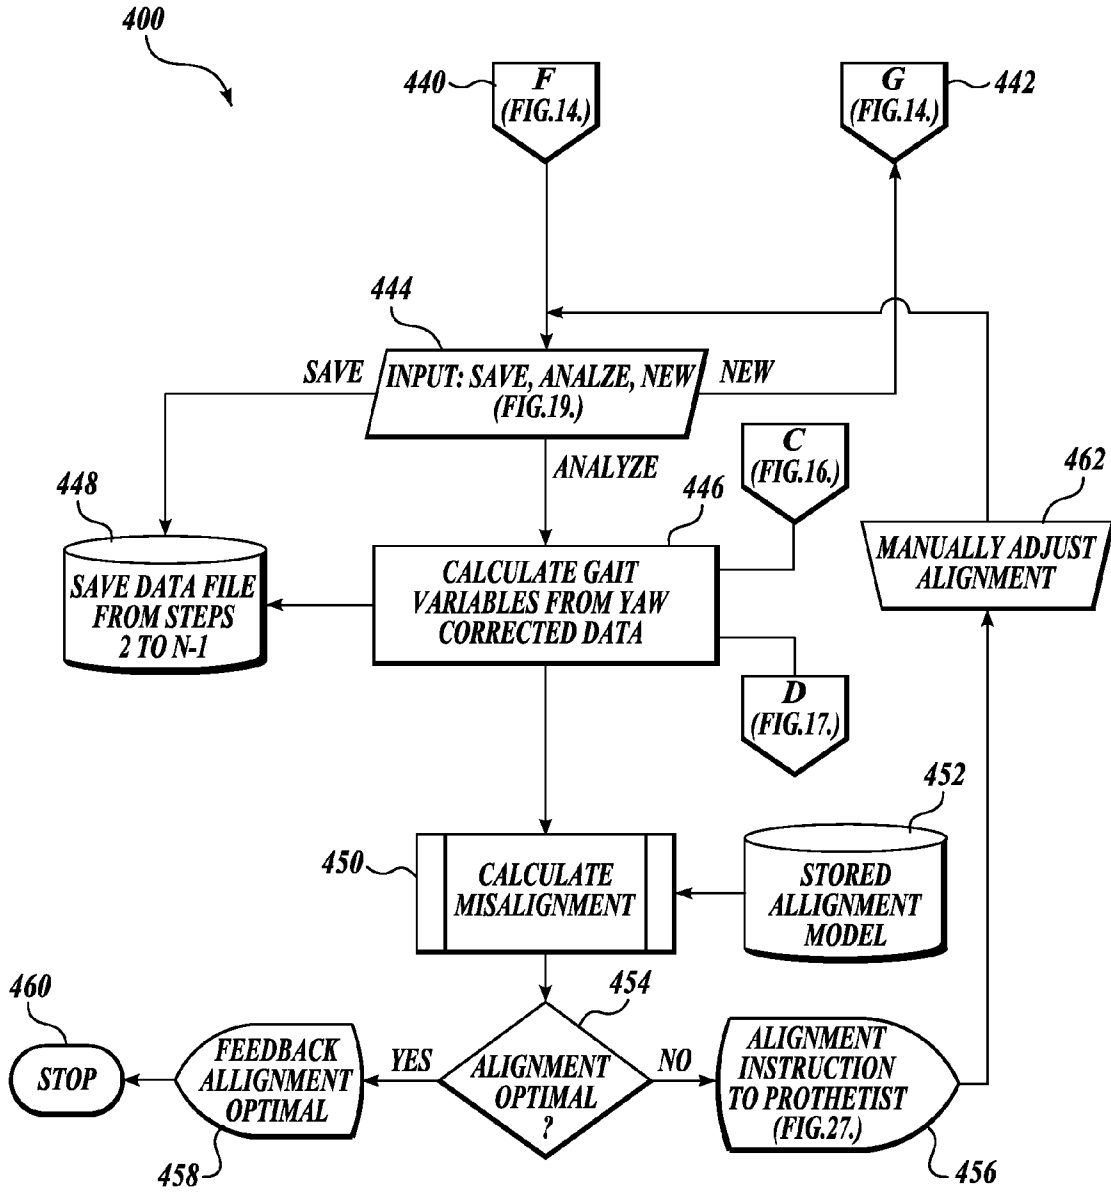 400
440
F
(FIG.14.)
G
(FIG.14.)
442
444
SAVE
INPUT: SAVE, ANALZE, NEW
(FIG.19.)
NEW
ANALYZE
C
(FIG.16.)
448
446
462
SAVE DATA FILE
FROM STEPS
2 TO N-1
CALCULATE GAIT
VARIABLES FROM YAW
CORRECTED DATA
MANUALLY ADJUST
ALIGNMENT
D
(FIG.17.)
452
450
CALCULATE
MISALIGNMENT
STORED
ALLIGNMENT
MODEL
460
454
STOP
FEEDBACK
ALLIGNMENT
OPTIMAL
YES
ALIGNMENT
OPTIMAL
?
NO
ALIGNMENT
INSTRUCTION
TO PROTHETIST
(FIG.27.)
458
456